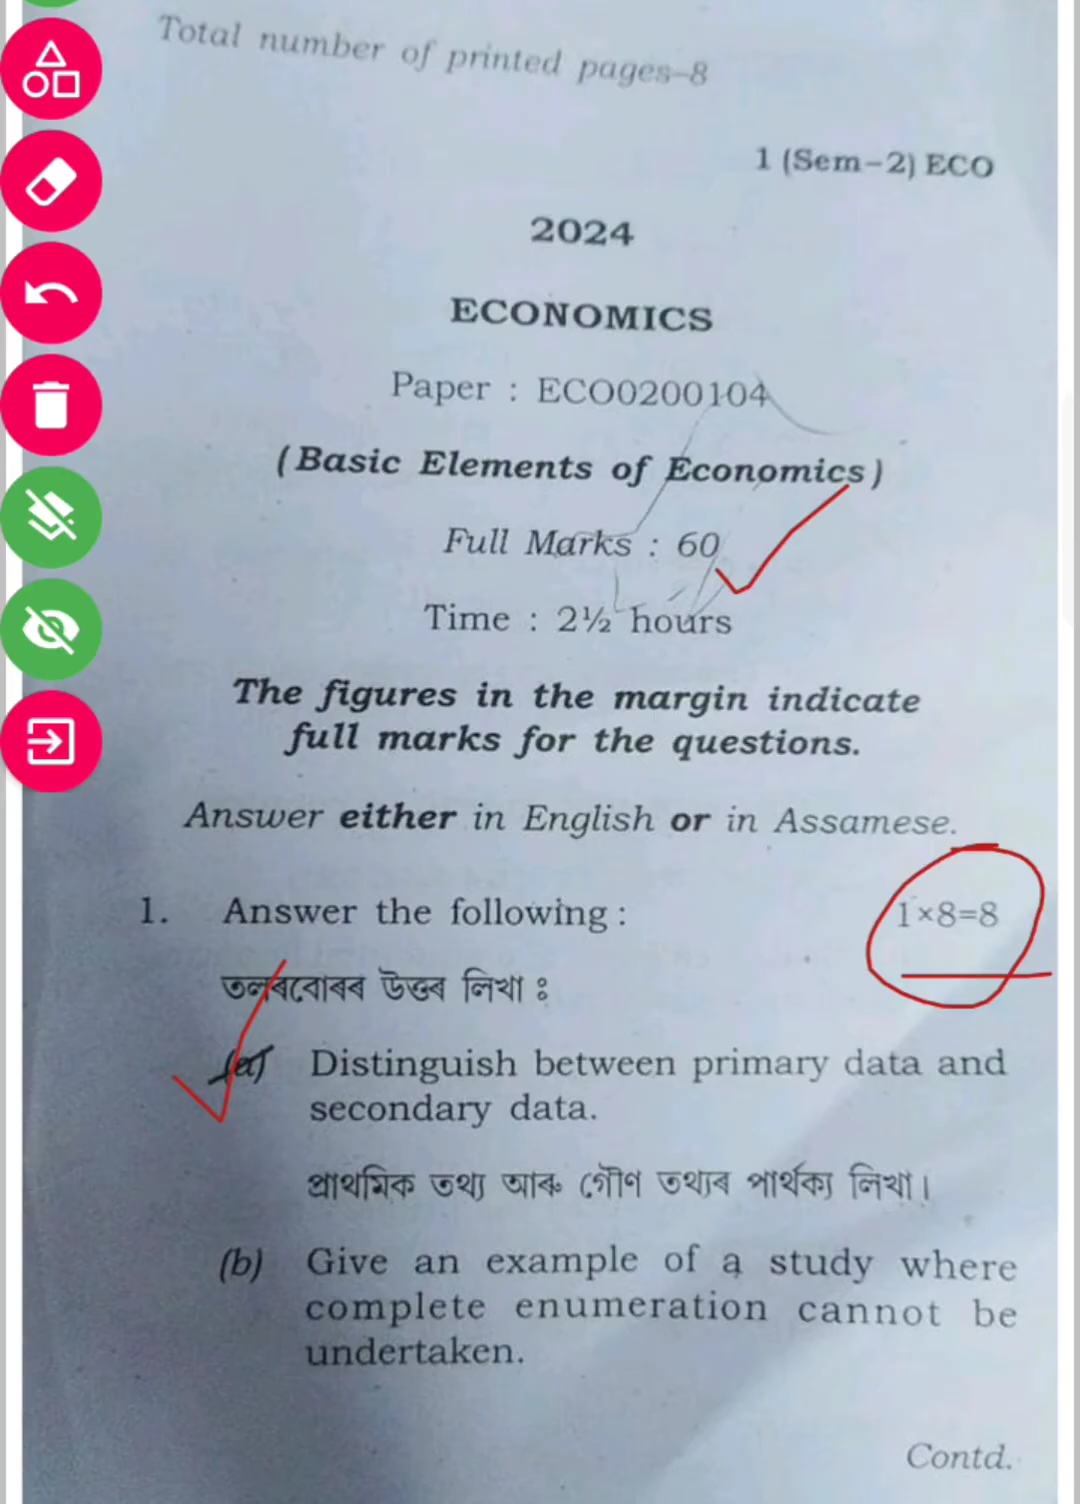 Total number of printed pages–8
1 (Sem–2) ECO
2024
ECONOMICS
Paper : ECO0200104
(Basic Elements of Economics)
Full Marks : 60
Time : 2½ hours
The figures in the margin indicate
full marks for the questions.
Answer either in English or in Assamese.
1. Answer the following : 1×8=8
তলৰবোৰৰ উত্তৰ লিখা ঃ
(a) Distinguish between primary data and
secondary data.
প্ৰাথমিক তথ্য আৰু গৌণ তথ্যৰ পাৰ্থক্য লিখা।
(b) Give an example of a study where
complete enumeration cannot be
undertaken.
Contd.